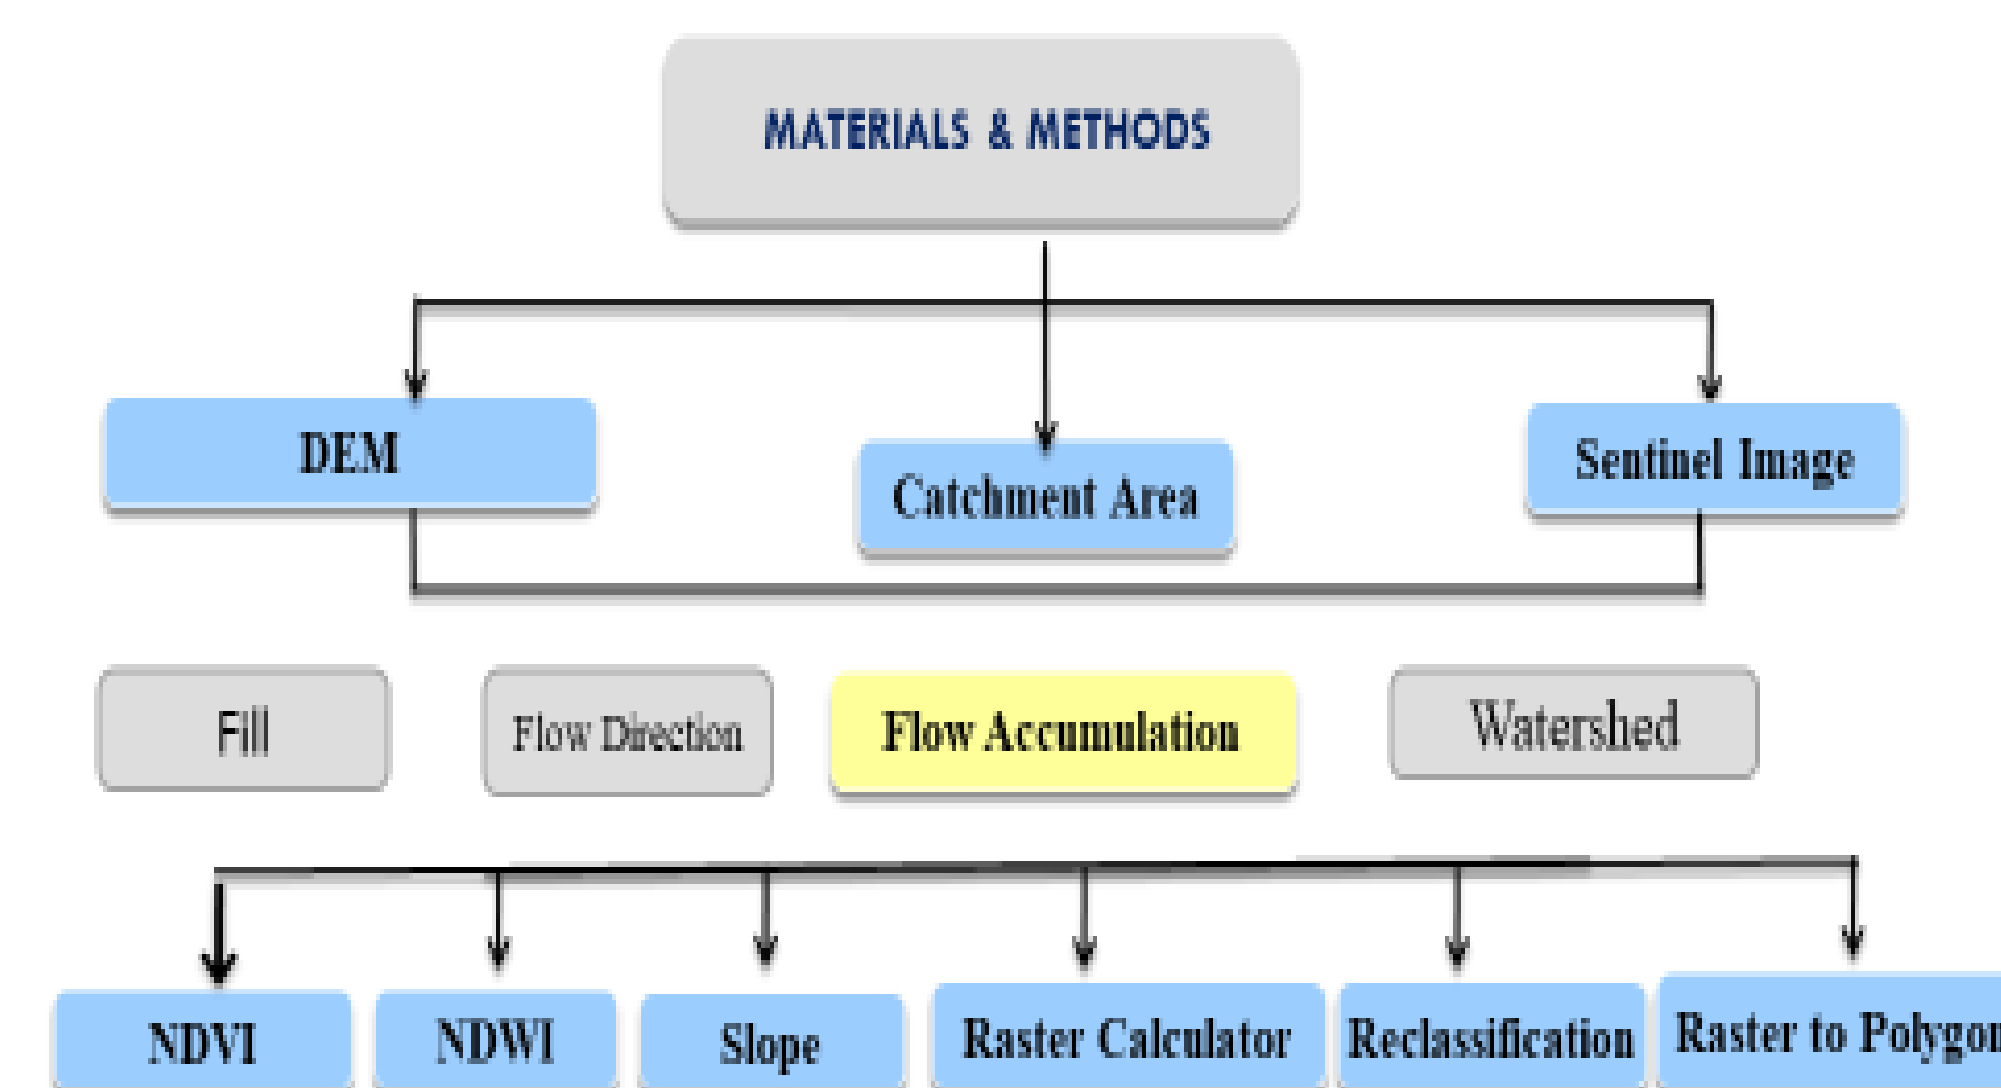 MATERIALS & METHODS
DEM
Catchment Area
Sentinel Image
Fill
Flow Direction
Flow Accumulation
Watershed
NDVI
NDWI
Slope
Raster Calculator
Reclassification
Raster to Polygon